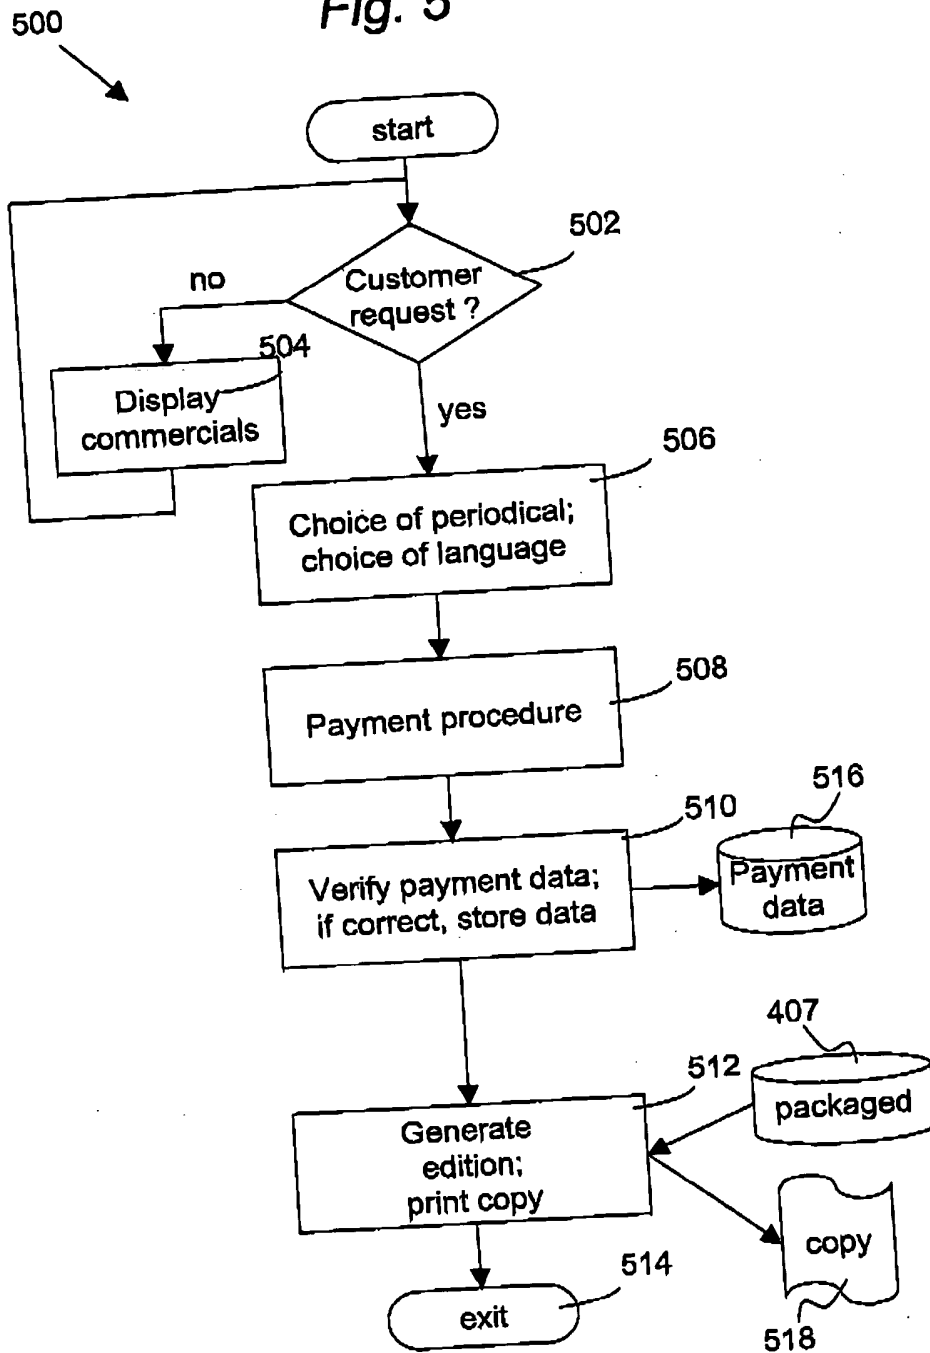 Fig. 5
500
start
502
Customer
request ?
no
504
Display
commercials
yes
506
Choice of periodical;
choice of language
508
Payment procedure
510
516
Verify payment data;
if correct, store data
Payment
data
407
512
packaged
Generate
edition;
print copy
copy
514
exit
518